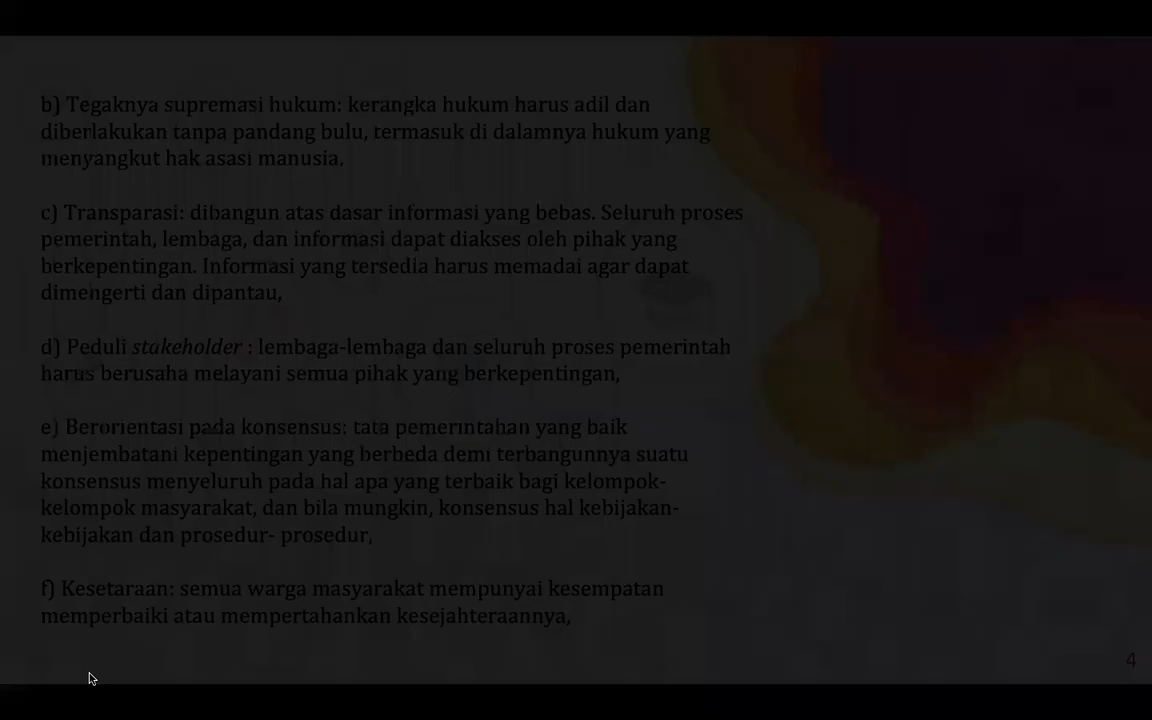 b) Tegaknya supremasi hukum: kerangka hukum harus adil dan
diberlakukan tanpa pandang bulu, termasuk di dalamnya hukum yang
menyangkut hak asasi manusia,
c) Transparasi: dibangun atas dasar informasi yang bebas. Seluruh proses
pemerintah, lembaga, dan informasi dapat diakses oleh pihak yang
berkepentingan. Informasi yang tersedia harus memadai agar dapat
dimengerti dan dipantau,
d) Peduli stakeholder : lembaga-lembaga dan seluruh proses pemerintah
harus berusaha melayani semua pihak yang berkepentingan,
e) Berorientasi pada konsensus: tata pemerintahan yang baik
menjembatani kepentingan yang berbeda demi terbangunnya suatu
konsensus menyeluruh pada hal apa yang terbaik bagi kelompok-
kelompok masyarakat, dan bila mungkin, konsensus hal kebijakan-
kebijakan dan prosedur- prosedur,
f) Kesetaraan: semua warga masyarakat mempunyai kesempatan
memperbaiki atau mempertahankan kesejahteraannya,
4